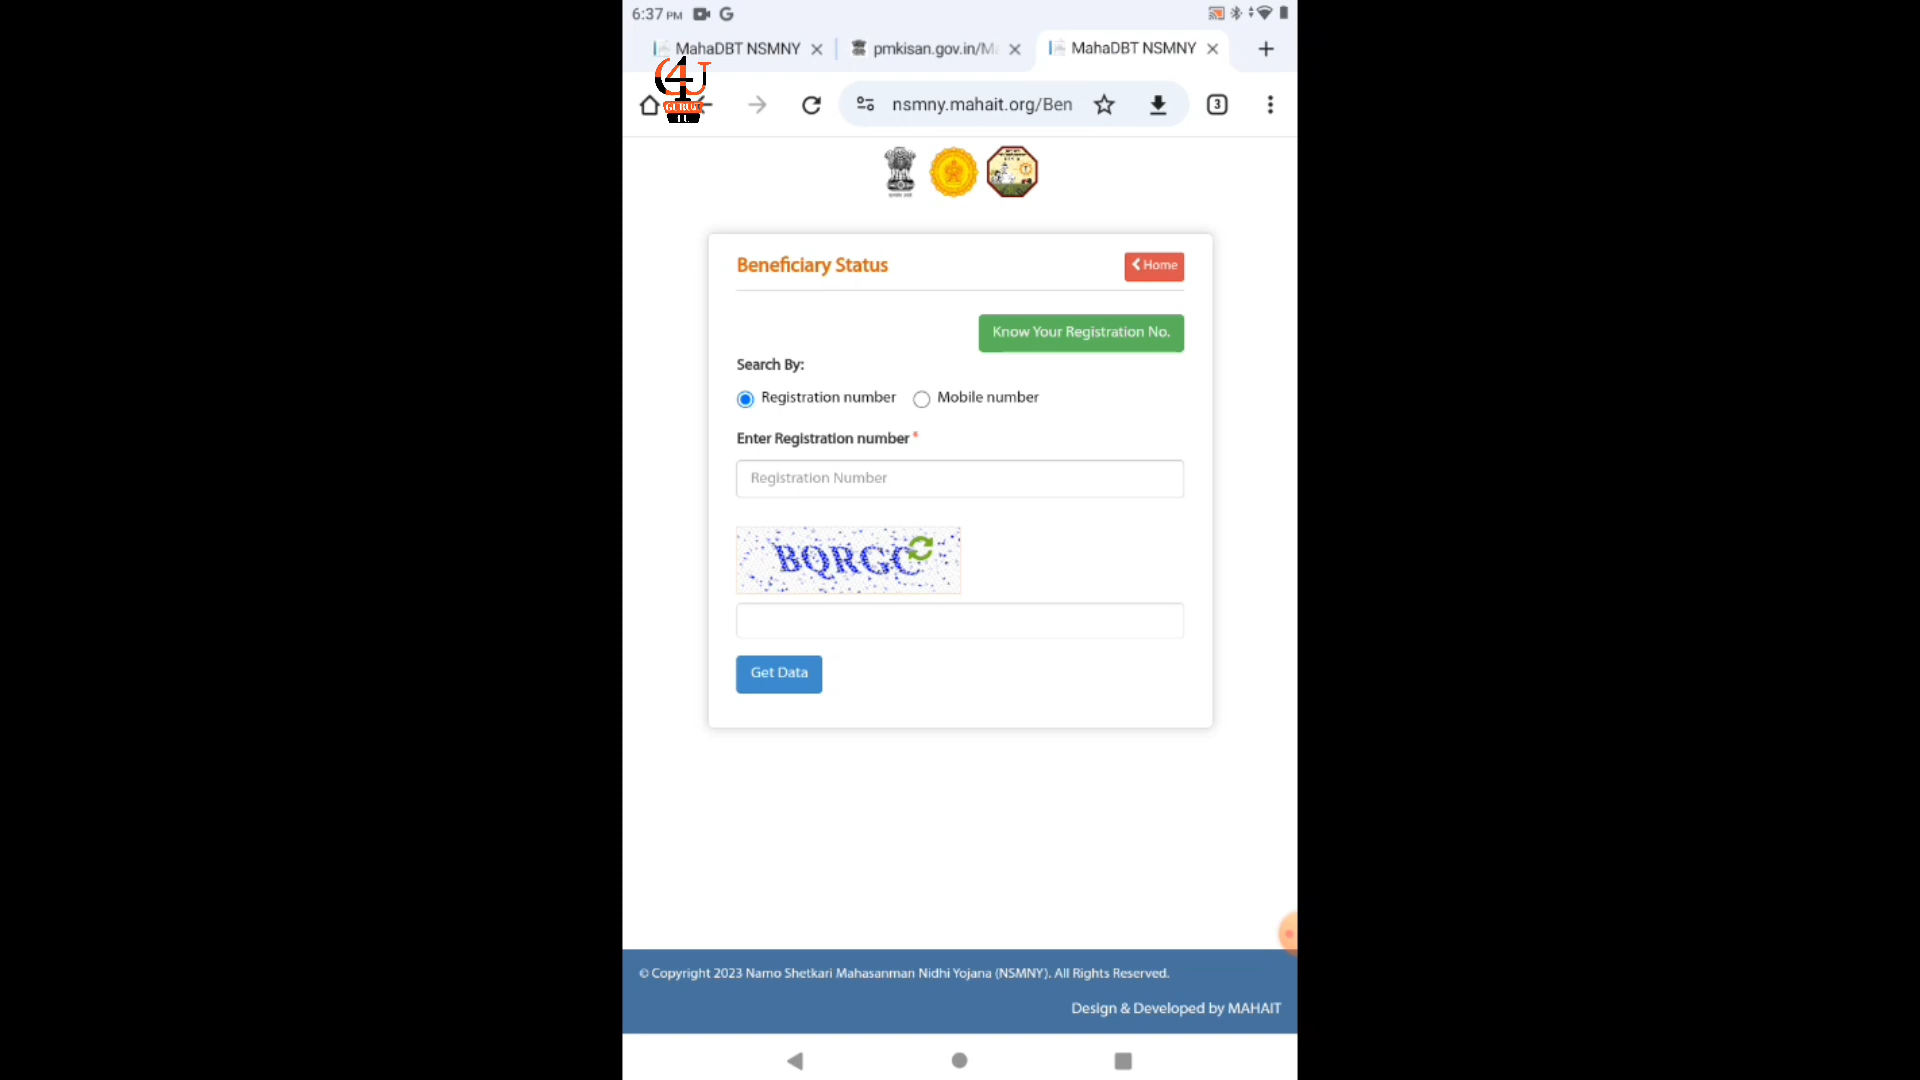 6:37 PM
MahaDBT NSMNY
pmkisan.gov.in/M
MahaDBT NSMNY
nsmny.mahait.org/Ben
3
4U
Beneficiary Status
Home
Know Your Registration No.
Search By:
Registration number Mobile number
Enter Registration number *
Registration Number
BQRGC
Get Data
© Copyright 2023 Namo Shetkari Mahasanman Nidhi Yojana (NSMNY). All Rights Reserved.
Design & Developed by MAHAIT